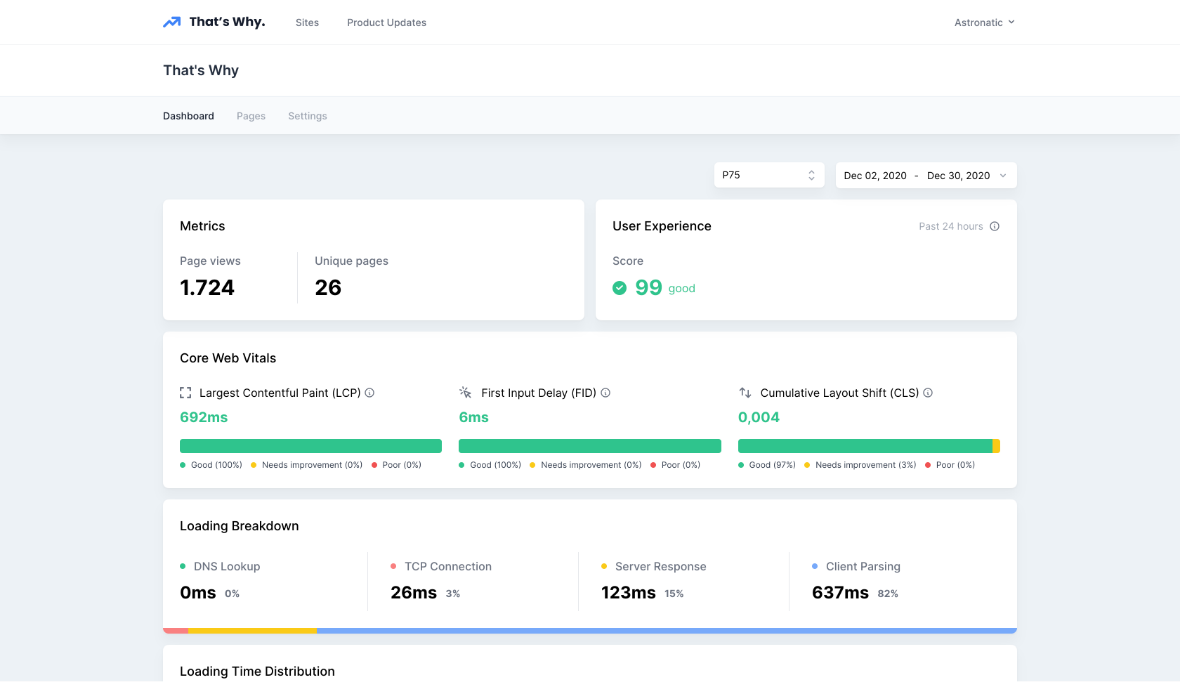 That's Why. Sites Product Updates Astronatic
That's Why
Dashboard Pages Settings
P75 Dec 02, 2020 - Dec 30, 2020
Metrics
Page views Unique pages
1.724 26
User Experience Past 24 hours
Score
99 good
Core Web Vitals
Largest Contentful Paint (LCP)
692ms
Good (100%) Needs improvement (0%) Poor (0%)
First Input Delay (FID)
6ms
Good (100%) Needs improvement (0%) Poor (0%)
Cumulative Layout Shift (CLS)
0,004
Good (97%) Needs improvement (3%) Poor (0%)
Loading Breakdown
DNS Lookup
0ms 0%
TCP Connection
26ms 3%
Server Response
123ms 15%
Client Parsing
637ms 82%
Loading Time Distribution